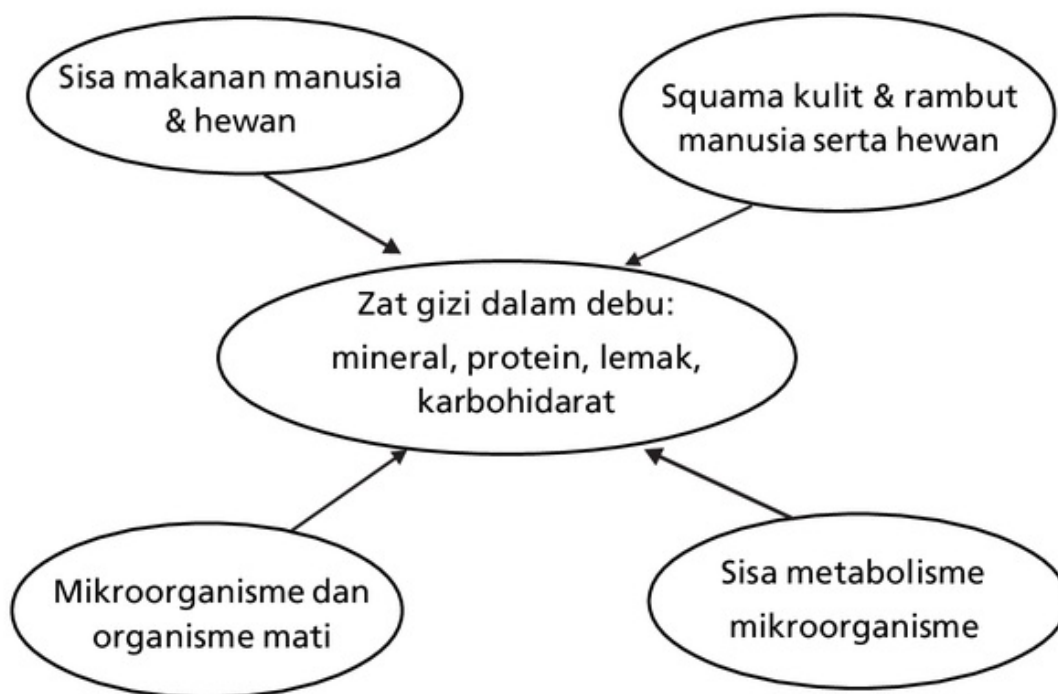 Sisa makanan manusia
& hewan
Squama kulit & rambut
manusia serta hewan
Zat gizi dalam debu:
mineral, protein, lemak,
karbohidarat
Mikroorganisme dan
organisme mati
Sisa metabolisme
mikroorganisme